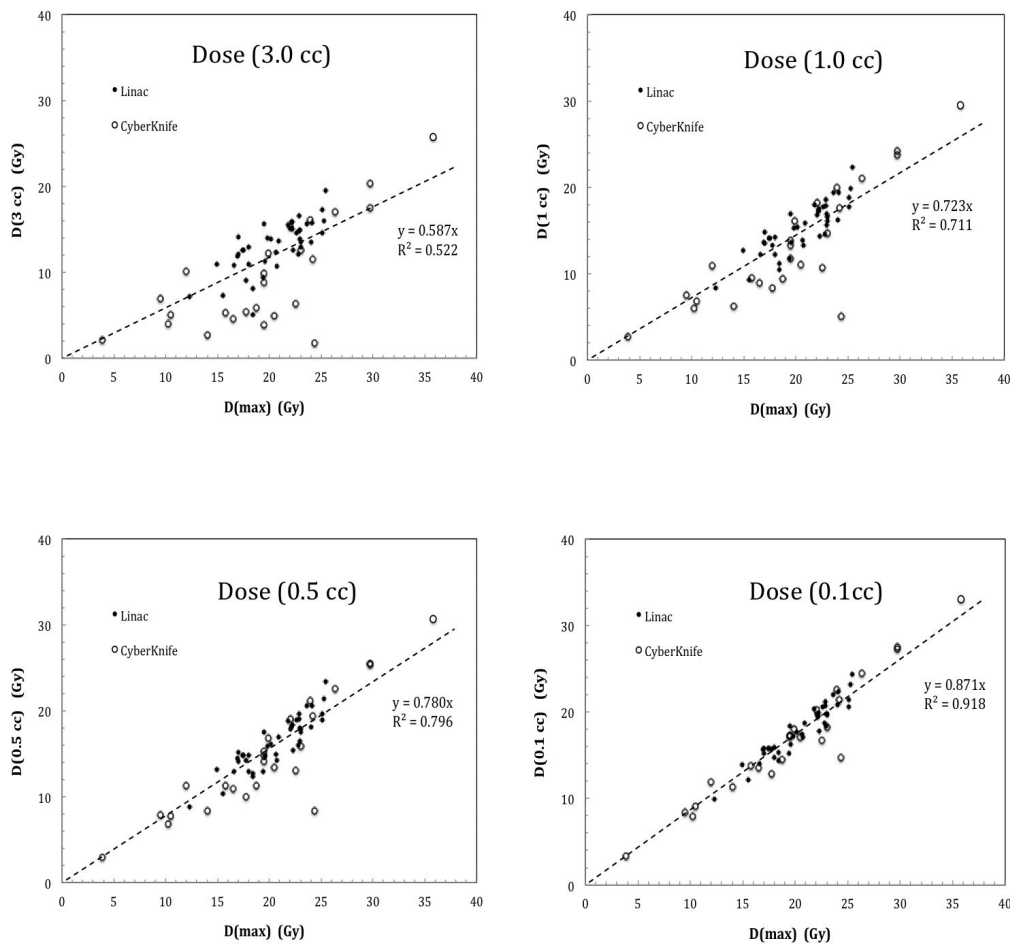 40
30
20
10
0
D(3 cc) (Gy)
Dose (3.0 cc)
Linac
CyberKnife
y = 0.587x
R² = 0.522
0 5 10 15 20 25 30 35 40
D(max) (Gy)
40
30
20
10
0
D(1 cc) (Gy)
Dose (1.0 cc)
Linac
CyberKnife
y = 0.723x
R² = 0.711
0 5 10 15 20 25 30 35 40
D(max) (Gy)
40
30
20
10
0
D(0.5 cc) (Gy)
Dose (0.5 cc)
Linac
CyberKnife
y = 0.780x
R² = 0.796
0 5 10 15 20 25 30 35 40
D(max) (Gy)
40
30
20
10
0
D(0.1 cc) (Gy)
Dose (0.1cc)
Linac
CyberKnife
y = 0.871x
R² = 0.918
0 5 10 15 20 25 30 35 40
D(max) (Gy)